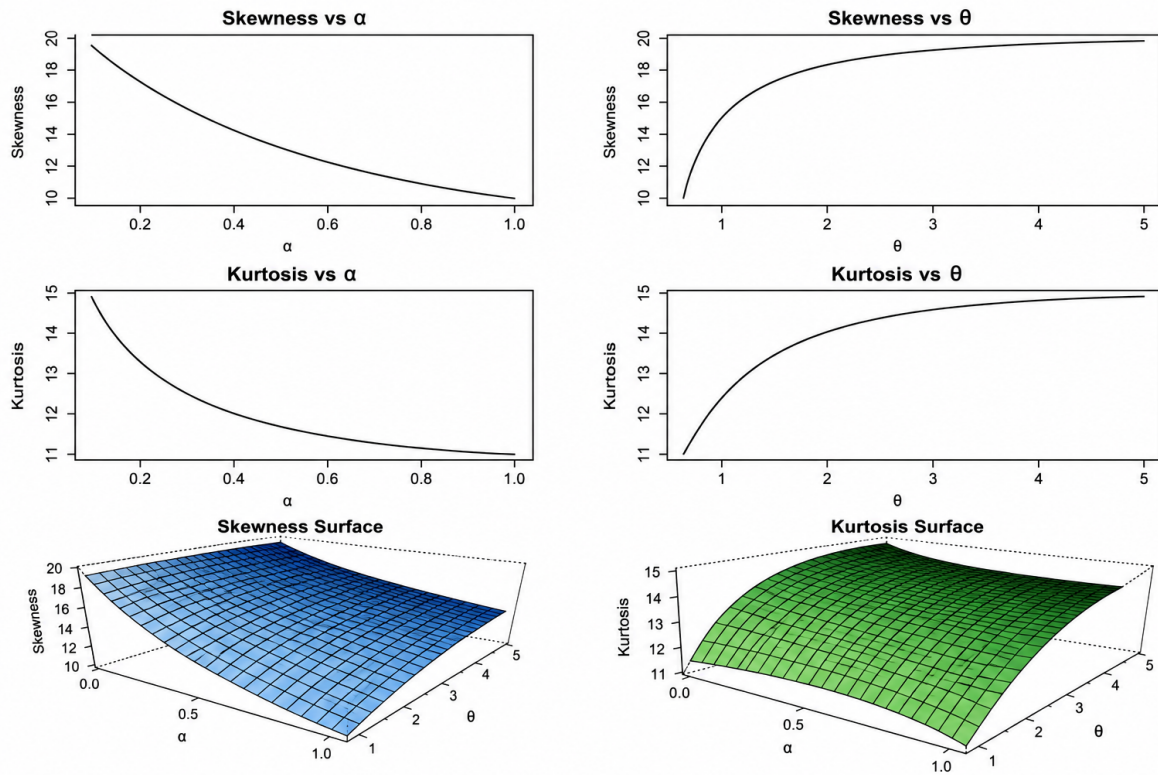 Skewness vs α
Skewness
20
18
16
14
12
10
0.2 0.4 0.6 0.8 1.0
α
Skewness vs θ
Skewness
20
18
16
14
12
10
1 2 3 4 5
θ
Kurtosis vs α
Kurtosis
15
14
13
12
11
0.2 0.4 0.6 0.8 1.0
α
Kurtosis vs θ
Kurtosis
15
14
13
12
11
1 2 3 4 5
θ
Skewness Surface
Skewness
20
18
16
14
12
10
0.0
0.5
1.0
α
1
2
3
4
5
θ
Kurtosis Surface
Kurtosis
15
14
13
12
11
0.0
0.5
1.0
α
1
2
3
4
5
θ